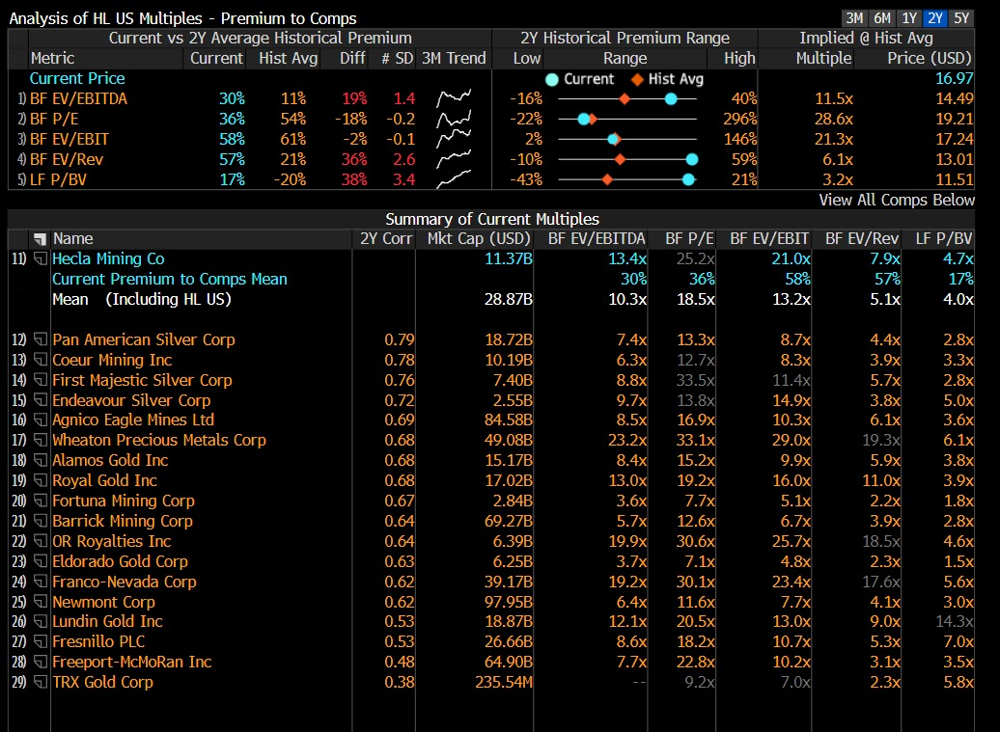 Analysis of HL US Multiples - Premium to Comps 3M 6M 1Y 2Y 5Y
Current vs 2Y Average Historical Premium 2Y Historical Premium Range Implied @ Hist Avg
Metric Current Hist Avg Diff # SD 3M Trend Low Range High Multiple Price (USD)
Current Price Current Hist Avg 16.97
1) BF EV/EBITDA 30% 11% 19% 1.4 -16% 40% 11.5x 14.49
2) BF P/E 36% 54% -18% -0.2 -22% 296% 28.6x 19.21
3) BF EV/EBIT 58% 61% -2% -0.1 2% 146% 21.3x 17.24
4) BF EV/Rev 57% 21% 36% 2.6 -10% 59% 6.1x 13.01
5) LF P/BV 17% -20% 38% 3.4 -43% 21% 3.2x 11.51
View All Comps Below
Summary of Current Multiples
Name 2Y Corr Mkt Cap (USD) BF EV/EBITDA BF P/E BF EV/EBIT BF EV/Rev LF P/BV
11) Hecla Mining Co 11.37B 13.4x 25.2x 21.0x 7.9x 4.7x
Current Premium to Comps Mean 30% 36% 58% 57% 17%
Mean (Including HL US) 28.87B 10.3x 18.5x 13.2x 5.1x 4.0x
12) Pan American Silver Corp 0.79 18.72B 7.4x 13.3x 8.7x 4.4x 2.8x
13) Coeur Mining Inc 0.78 10.19B 6.3x 12.7x 8.3x 3.9x 3.3x
14) First Majestic Silver Corp 0.76 7.40B 8.8x 33.5x 11.4x 5.7x 2.8x
15) Endeavour Silver Corp 0.72 2.55B 9.7x 13.8x 14.9x 3.8x 5.0x
16) Agnico Eagle Mines Ltd 0.69 84.58B 8.5x 16.9x 10.3x 6.1x 3.6x
17) Wheaton Precious Metals Corp 0.68 49.08B 23.2x 33.1x 29.0x 19.3x 6.1x
18) Alamos Gold Inc 0.68 15.17B 8.4x 15.2x 9.9x 5.9x 3.8x
19) Royal Gold Inc 0.68 17.02B 13.0x 19.2x 16.0x 11.0x 3.9x
20) Fortuna Mining Corp 0.67 2.84B 3.6x 7.7x 5.1x 2.2x 1.8x
21) Barrick Mining Corp 0.64 69.27B 5.7x 12.6x 6.7x 3.9x 2.8x
22) OR Royalties Inc 0.64 6.39B 19.9x 30.6x 25.7x 18.5x 4.6x
23) Eldorado Gold Corp 0.63 6.25B 3.7x 7.1x 4.8x 2.3x 1.5x
24) Franco-Nevada Corp 0.62 39.17B 19.2x 30.1x 23.4x 17.6x 5.6x
25) Newmont Corp 0.62 97.95B 6.4x 11.6x 7.7x 4.1x 3.0x
26) Lundin Gold Inc 0.53 18.87B 12.1x 20.5x 13.0x 9.0x 14.3x
27) Fresnillo PLC 0.53 26.66B 8.6x 18.2x 10.7x 5.3x 7.0x
28) Freeport-McMoRan Inc 0.48 64.90B 7.7x 22.8x 10.2x 3.1x 3.5x
29) TRX Gold Corp 0.38 235.54M -- 9.2x 7.0x 2.3x 5.8x